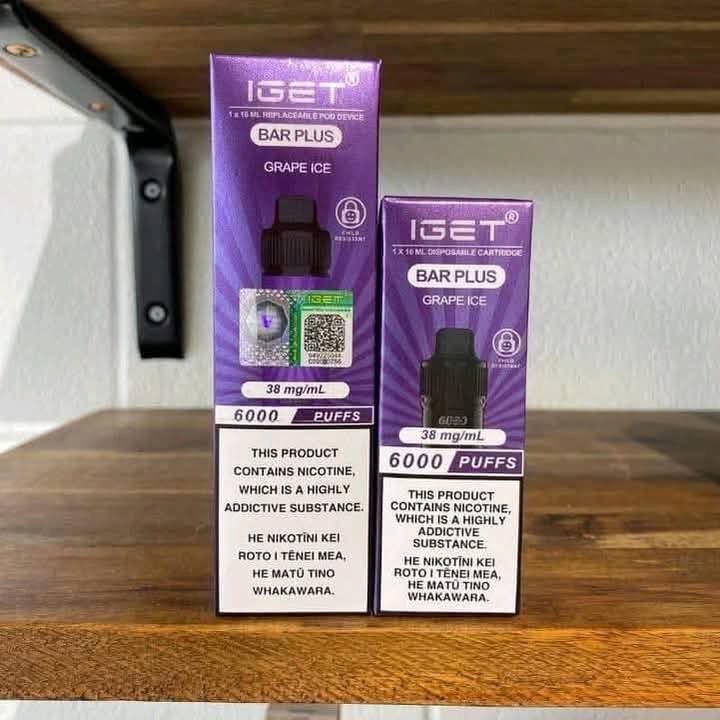 IGET®
1 x 16 ML REPLACEABLE POD DEVICE
BAR PLUS
GRAPE ICE
CHILD
RESISTENT
IGET
38 mg/mL
6000 PUFFS
THIS PRODUCT
CONTAINS NICOTINE,
WHICH IS A HIGHLY
ADDICTIVE SUBSTANCE.
HE NIKOTĪNI KEI
ROTO I TĒNEI MEA,
HE MATŪ TINO
WHAKAWARA.
IGET®
1 X 16 ML DISPOSABLE CARTRIDGE
BAR PLUS
GRAPE ICE
CHILD
RESISTENT
6000
38 mg/mL
6000 PUFFS
THIS PRODUCT
CONTAINS NICOTINE,
WHICH IS A HIGHLY
ADDICTIVE
SUBSTANCE.
HE NIKOTĪNI KEI
ROTO I TĒNEI MEA,
HE MATŪ TINO
WHAKAWARA.